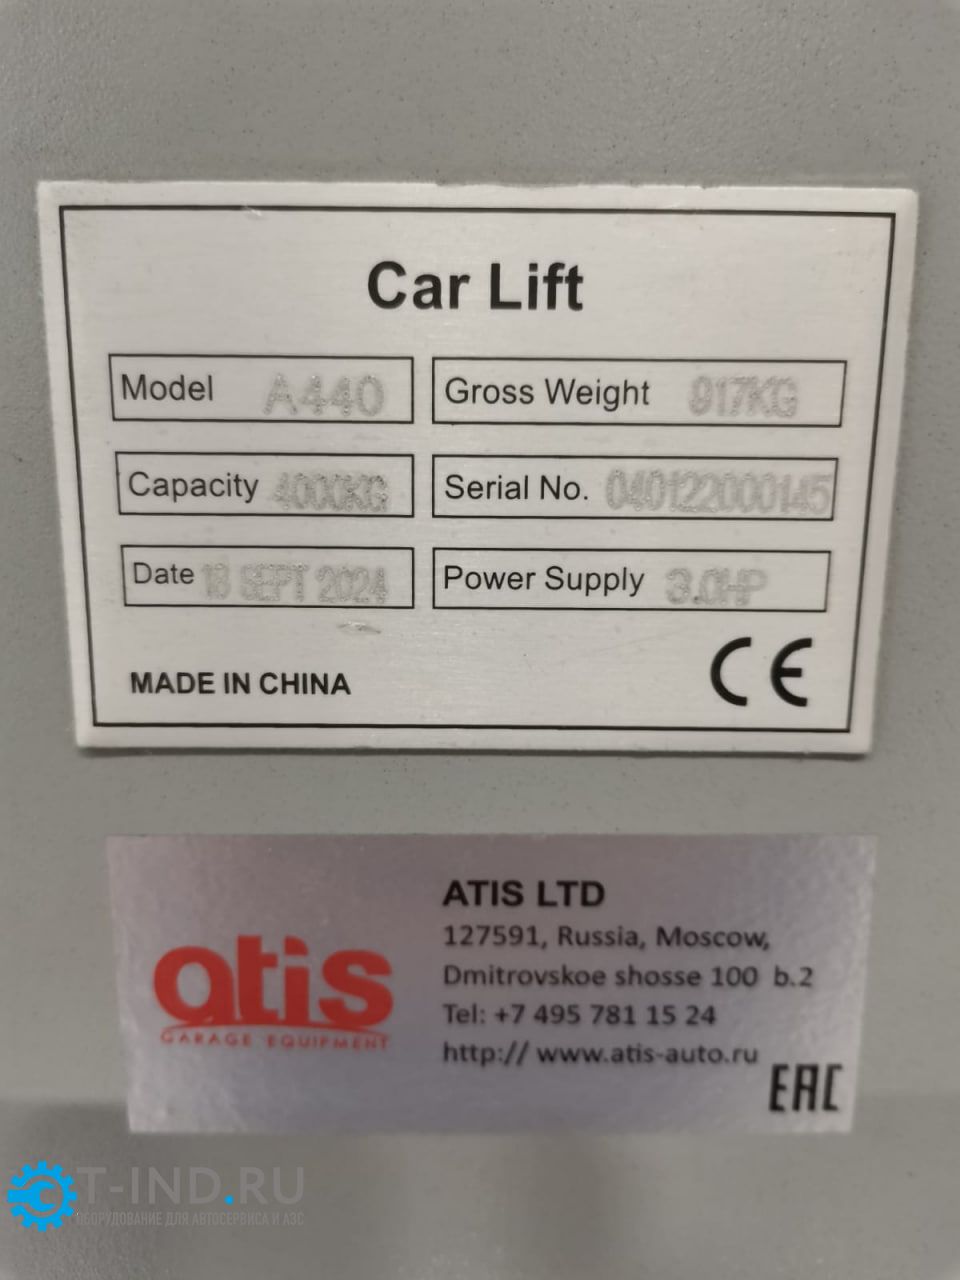 Car Lift
Model A440
Gross Weight 917KG
Capacity 4000KG
Serial No. 040122000145
Date 18 SEPT 2024
Power Supply 3.0HP
MADE IN CHINA
CE
atis
GARAGE EQUIPMENT
ATIS LTD
127591, Russia, Moscow,
Dmitrovskoe shosse 100 b.2
Tel: +7 495 781 15 24
http:// www.atis-auto.ru
EAC
T-IND.RU
ОБОРУДОВАНИЕ ДЛЯ АВТОСЕРВИСА И АЗС